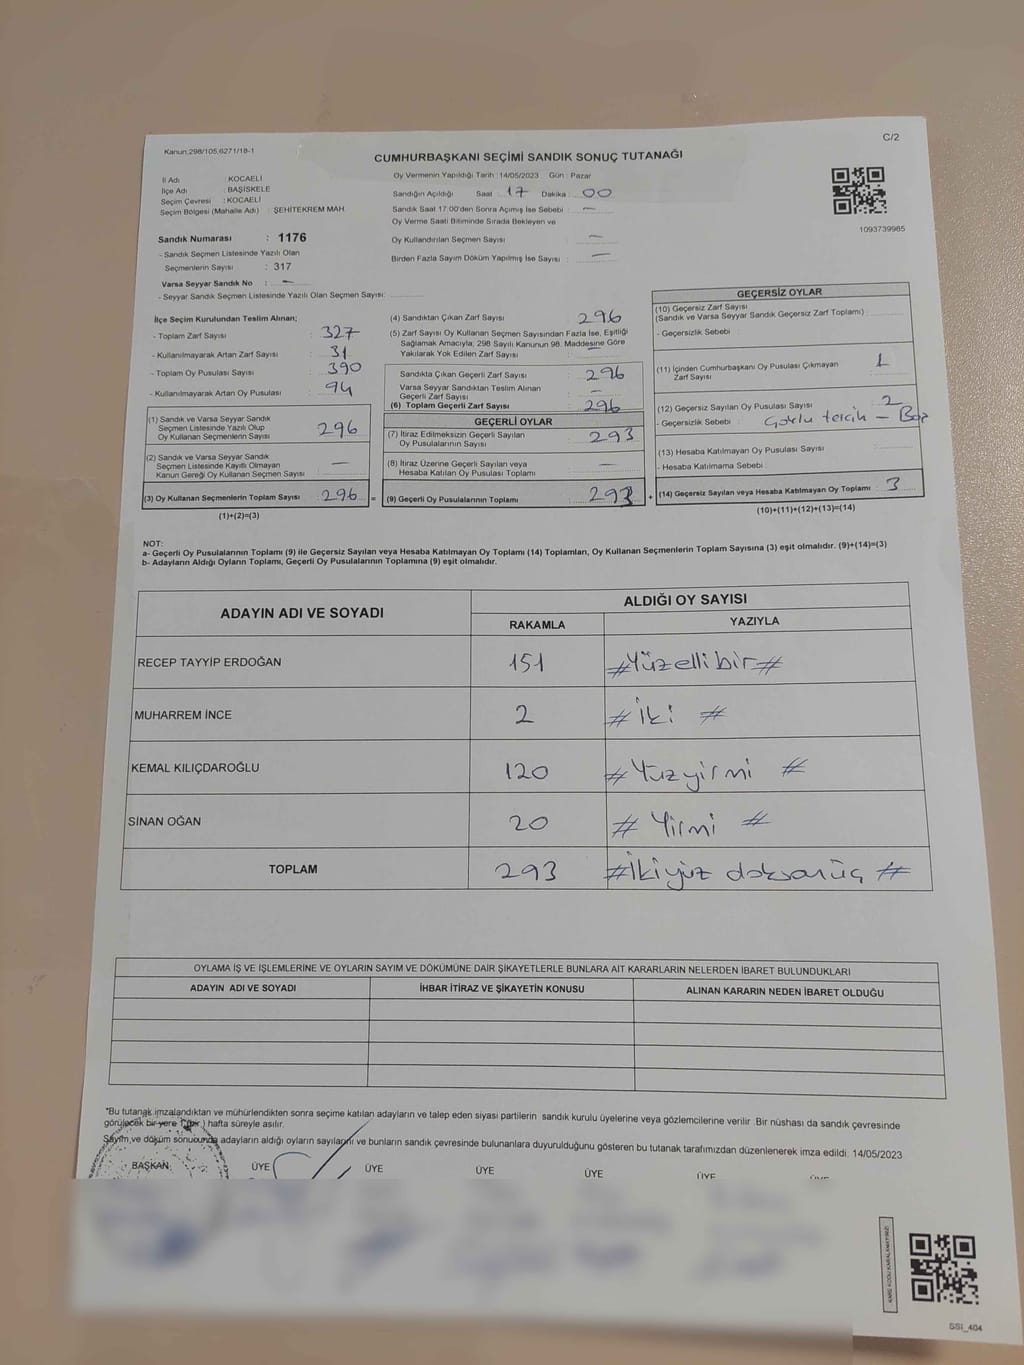 Kanun:298/105,6271/18-1
C/2
CUMHURBAŞKANI SEÇİMİ SANDIK SONUÇ TUTANAĞI
İl Adı : KOCAELİ
İlçe Adı : BAŞİSKELE
Seçim Çevresi : KOCAELİ
Seçim Bölgesi (Mahalle Adı) : ŞEHİTEKREM MAH.
Sandık Numarası : 1176
- Sandık Seçmen Listesinde Yazılı Olan
Seçmenlerin Sayısı : 317
Varsa Seyyar Sandık No : —
- Seyyar Sandık Seçmen Listesinde Yazılı Olan Seçmen Sayısı:
Oy Vermenin Yapıldığı Tarih : 14/05/2023 Gün : Pazar
Sandığın Açıldığı Saat : 17 Dakika : 00
Sandık Saat 17:00'den Sonra Açımış İse Sebebi : —
Oy Verme Saati Bitiminde Sırada Bekleyen ve
Oy Kullandırılan Seçmen Sayısı : —
Birden Fazla Sayım Döküm Yapılmış İse Sayısı : —
1093739985
İlçe Seçim Kurulundan Teslim Alınan;
- Toplam Zarf Sayısı : 327
- Kullanılmayarak Artan Zarf Sayısı : 31
- Toplam Oy Pusulası Sayısı : 390
- Kullanılmayarak Artan Oy Pusulası : 94
(1) Sandık ve Varsa Seyyar Sandık
Seçmen Listesinde Yazılı Olup
Oy Kullanan Seçmenlerin Sayısı : 296
(2) Sandık ve Varsa Seyyar Sandık
Seçmen Listesinde Kayıtlı Olmayan
Kanun Gereği Oy Kullanan Seçmen Sayısı : —
(3) Oy Kullanan Seçmenlerin Toplam Sayısı : 296 =
(1)+(2)=(3)
(4) Sandıktan Çıkan Zarf Sayısı : 296
(5) Zarf Sayısı Oy Kullanan Seçmen Sayısından Fazla İse, Eşitliği
Sağlamak Amacıyla, 298 Sayılı Kanunun 98. Maddesine Göre
Yakılarak Yok Edilen Zarf Sayısı : —
Sandıkta Çıkan Geçerli Zarf Sayısı : 296
Varsa Seyyar Sandıktan Teslim Alınan
Geçerli Zarf Sayısı : —
(6) Toplam Geçerli Zarf Sayısı : 296
GEÇERLİ OYLAR
(7) İtiraz Edilmeksizin Geçerli Sayılan
Oy Pusulalarının Sayısı : 293
(8) İtiraz Üzerine Geçerli Sayılan veya
Hesaba Katılan Oy Pusulası Toplamı : —
(9) Geçerli Oy Pusulalarının Toplamı : 293 +
GEÇERSİZ OYLAR
(10) Geçersiz Zarf Sayısı
(Sandık ve Varsa Seyyar Sandık Geçersiz Zarf Toplamı) :
- Geçersizlik Sebebi :
(11) İçinden Cumhurbaşkanı Oy Pusulası Çıkmayan
Zarf Sayısı : 1
(12) Geçersiz Sayılan Oy Pusulası Sayısı : 2
- Geçersizlik Sebebi : Çoklu tercih – Boş
(13) Hesaba Katılmayan Oy Pusulası Sayısı :
- Hesaba Katılmama Sebebi :
(14) Geçersiz Sayılan veya Hesaba Katılmayan Oy Toplamı : 3
(10)+(11)+(12)+(13)=(14)
NOT:
a- Geçerli Oy Pusulalarının Toplamı (9) ile Geçersiz Sayılan veya Hesaba Katılmayan Oy Toplamı (14) Toplamları, Oy Kullanan Seçmenlerin Toplam Sayısına (3) eşit olmalıdır. (9)+(14)=(3)
b- Adayların Aldığı Oyların Toplamı, Geçerli Oy Pusulalarının Toplamına (9) eşit olmalıdır.
ADAYIN ADI VE SOYADI
ALDIĞI OY SAYISI
RAKAMLA YAZIYLA
RECEP TAYYİP ERDOĞAN 151 #Yüzellibir#
MUHARREM İNCE 2 # İki #
KEMAL KILIÇDAROĞLU 120 #Yüzyirmi #
SİNAN OĞAN 20 # Yirmi #
TOPLAM 293 #İkiyüz doksanüç #
OYLAMA İŞ VE İŞLEMLERİNE VE OYLARIN SAYIM VE DÖKÜMÜNE DAİR ŞİKAYETLERLE BUNLARA AİT KARARLARIN NELERDEN İBARET BULUNDUKLARI
ADAYIN ADI VE SOYADI İHBAR İTİRAZ VE ŞİKAYETİN KONUSU ALINAN KARARIN NEDEN İBARET OLDUĞU
"Bu tutanak imzalandıktan ve mühürlendikten sonra seçime katılan adayların ve talep eden siyasi partilerin sandık kurulu üyelerine veya gözlemcilerine verilir. Bir nüshası da sandık çevresinde
görülecek bir yere 1 (bir) hafta süreyle asılır.
Sayım ve döküm sonucunda adayların aldığı oyların sayılarını ve bunların sandık çevresinde bulunanlara duyurulduğunu gösteren bu tutanak tarafımızdan düzenlenerek imza edildi. 14/05/2023
BAŞKAN ÜYE ÜYE ÜYE ÜYE ÜYE ÜYE
KARE KODU KARALAMAYINIZ!
SSI_404